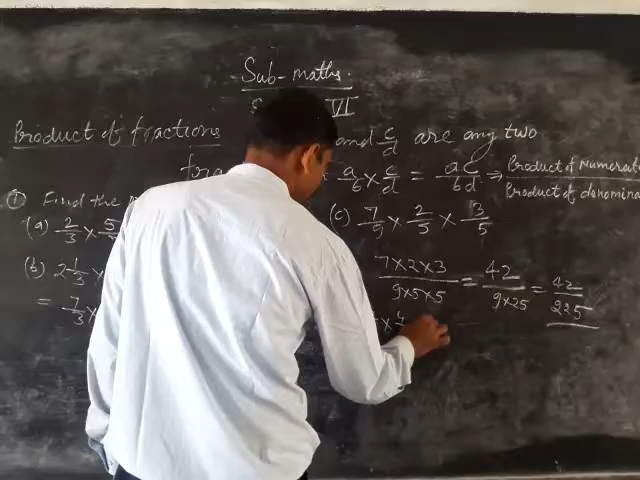 Sub- maths.
VI
Product of fractions
and c/d are any two
a/b × c/d = ac/bd → Product of Numerat / Product of denomina
① Find the
(a) 2/3 × 5
(c) 7/9 × 2/5 × 3/5
(b) 2 1/3 ×
7×2×3 / 9×5×5 = 42 / 9×25 = 42 / 225
= 7/3 ×
× 4